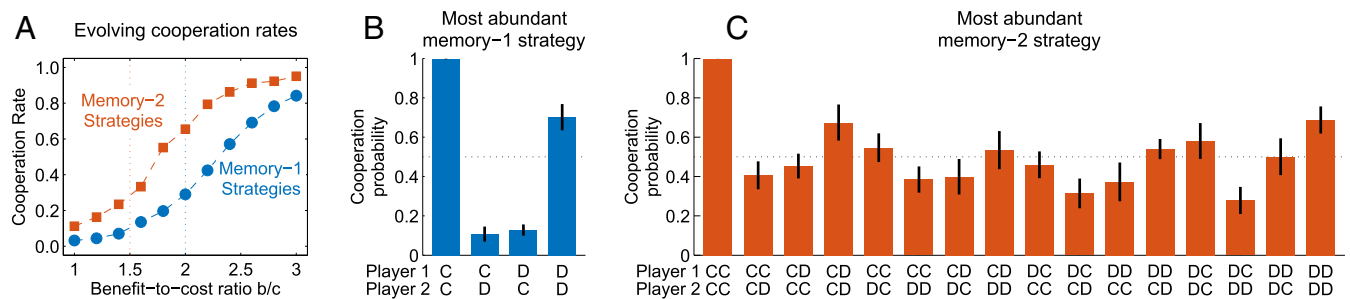 A
Evolving cooperation rates
Cooperation Rate
1.0
0.8
0.6
0.4
0.2
0.0
Memory−2
Strategies
Memory−1
Strategies
1 1.5 2 2.5 3
Benefit−to−cost ratio b/c
B
Most abundant
memory−1 strategy
Cooperation
probability
1
0.8
0.6
0.4
0.2
0
Player 1 C C D D
Player 2 C D C D
C
Most abundant
memory−2 strategy
Cooperation
probability
1
0.8
0.6
0.4
0.2
0
Player 1 CC CC CD CD CC CC CD CD DC DC DD DD DC DC DD DD
Player 2 CC CD CC CD DC DD DC DD CC CD CC CD DC DD DC DD